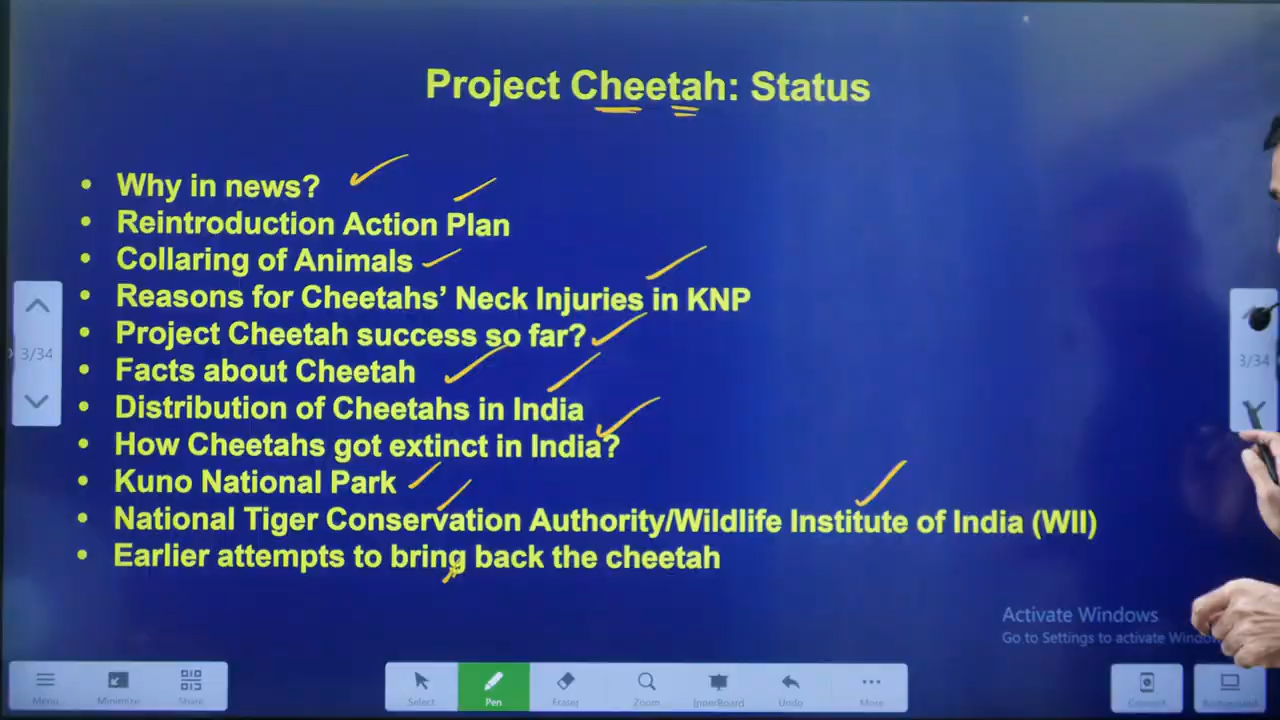 Project Cheetah: Status
• Why in news?
• Reintroduction Action Plan
• Collaring of Animals
• Reasons for Cheetahs' Neck Injuries in KNP
• Project Cheetah success so far?
• Facts about Cheetah
• Distribution of Cheetahs in India
• How Cheetahs got extinct in India?
• Kuno National Park
• National Tiger Conservation Authority/Wildlife Institute of India (WII)
• Earlier attempts to bring back the cheetah
3/34
3/34
Activate Windows
Go to Settings to activate Windows
Menu
Minimize
Share
Select
Pen
Eraser
Zoom
Undo
More